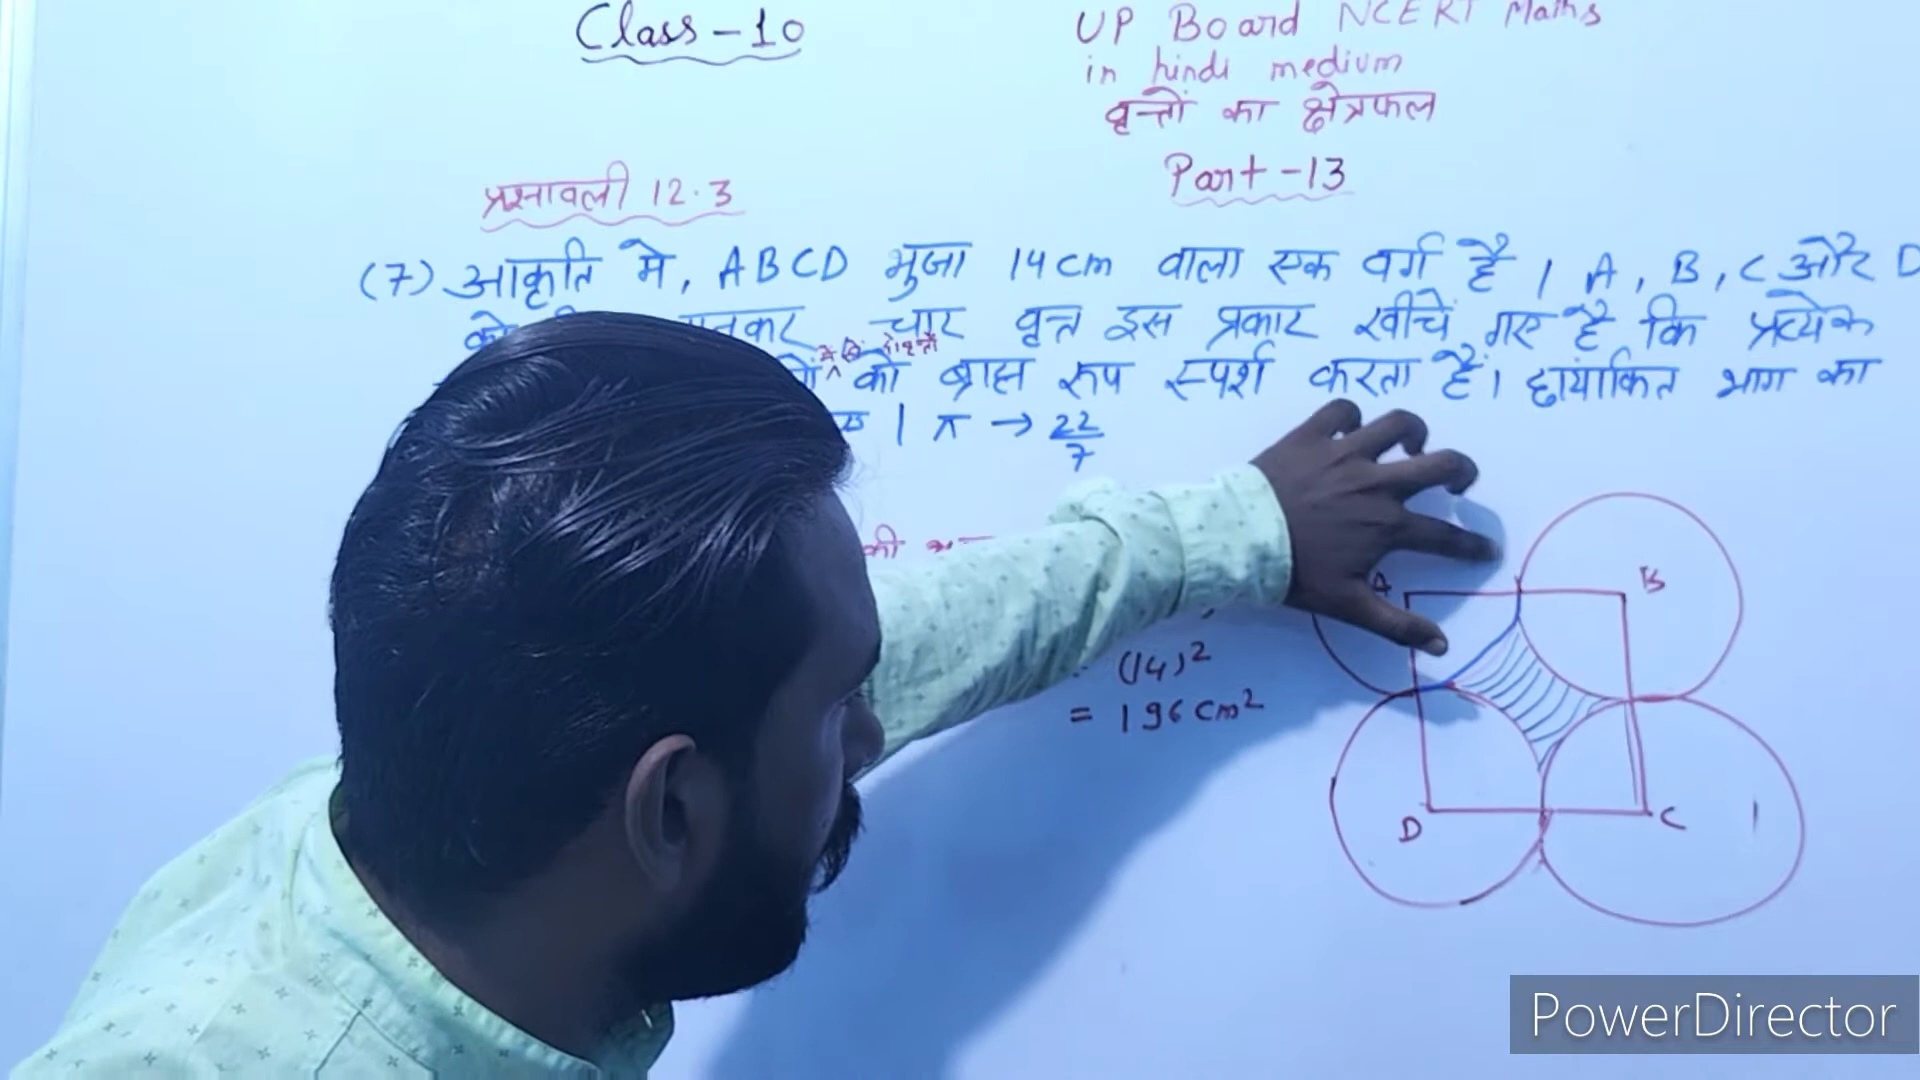 Class-10
UP Board NCERT Maths
in hindi medium
वृत्तों का क्षेत्रफल
Part-13
प्रश्नावली 12.3
(7) आकृति मे, ABCD भुजा 14cm वाला एक वर्ग है । A, B, C और D
चार वृत्त इस प्रकार खींचें गए है कि प्रत्येक
को ब्राह्म रूप स्पर्श करता हैं। छायांकित भाग का
। π → 22/7
की
(14)²
= 196 cm²
A
B
D
C
PowerDirector